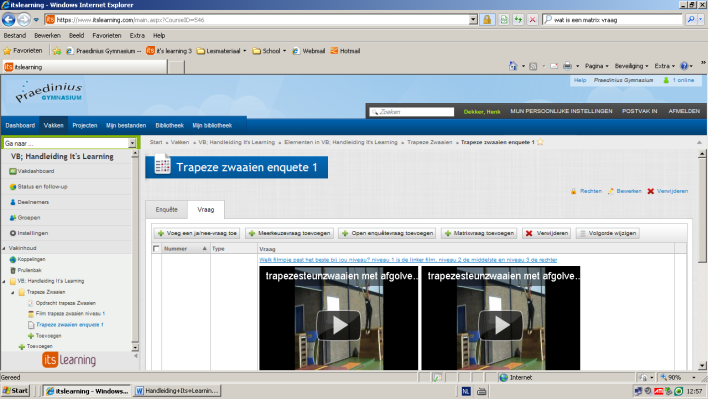 itslearning - Windows Internet Explorer
https://www.itslearning.com/main.aspx?CourseID=546
wat is een matrix vraag
Bestand Bewerken Beeld Favorieten Extra Help
Favorieten Praedinius Gymnasium -- it's learning 3 Lesmateriaal School Webmail Hotmail
itslearning
Pagina Beveiliging Extra
Praedinius GYMNASIUM
Help Praedinius Gymnasium 1 online
Zoeken Dekker, Henk MIJN PERSOONLIJKE INSTELLINGEN POSTVAK IN AFMELDEN
Dashboard Vakken Projecten Mijn bestanden Bibliotheek Mijn bibliotheek
Ga naar ...
Start » Vakken » VB; Handleiding It's Learning » Elementen in VB; Handleiding It's Learning » Trapeze Zwaaien » Trapeze zwaaien enquete 1
VB; Handleiding It's Learning
Vakdashboard
Status en follow-up
Deelnemers
Groepen
Instellingen
Vakinhoud
Koppelingen
Prullenbak
VB; Handleiding It's Learning
Trapeze Zwaaien
Opdracht trapeze Zwaaien
Film trapeze zwaaien niveau 1
Trapeze zwaaien enquete 1
Toevoegen
Toevoegen
its Learning
Trapeze zwaaien enquete 1
Rechten Bewerken Verwijderen
Enquête Vraag
Voeg een ja/nee-vraag toe Meerkeuzevraag toevoegen Open enquêtevraag toevoegen Matrixvraag toevoegen Verwijderen Volgorde wijzigen
Nummer Type Vraag
Welk filmpje past het beste bij jou niveau? niveau 1 is de linker film, niveau 2 de middelste en niveau 3 de rechter
trapezesteunzwaaien met afgolve... trapezesteunzwaaien met afgolve...
Gereed Internet 90%
Start itslearning - Windows... Handleiding+Its+Learnin... NL 12:57